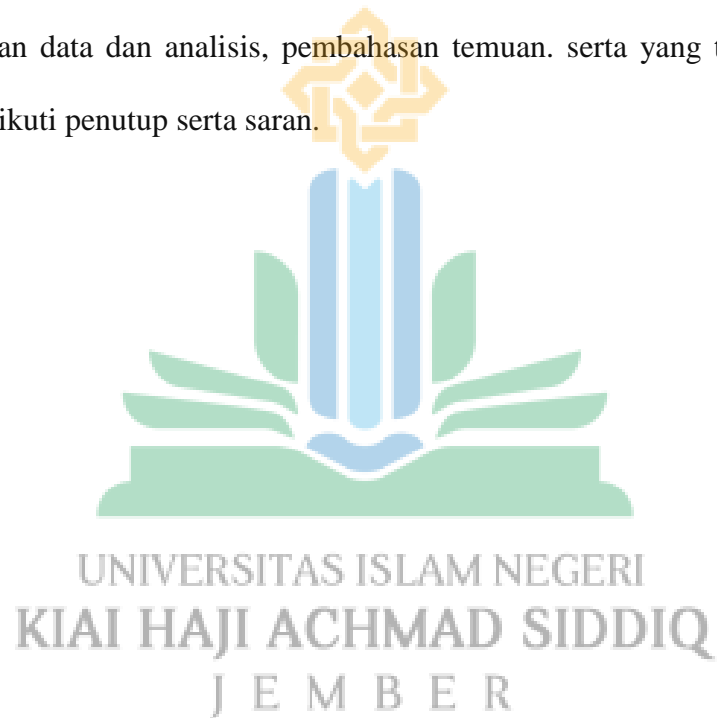 an data dan analisis, pembahasan temuan. serta yang
ikuti penutup serta saran.
UNIVERSITAS ISLAM NEGERI
KIAI HAJI ACHMAD SIDDIQ
JEMBER